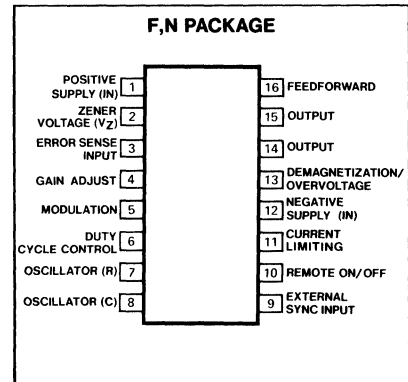 F,N PACKAGE
POSITIVE
SUPPLY (IN) 1
ZENER
VOLTAGE (VZ) 2
ERROR SENSE
INPUT 3
GAIN ADJUST 4
MODULATION 5
DUTY
CYCLE CONTROL 6
OSCILLATOR (R) 7
OSCILLATOR (C) 8
16 FEEDFORWARD
15 OUTPUT
14 OUTPUT
13 DEMAGNETIZATION/
OVERVOLTAGE
12 NEGATIVE
SUPPLY (IN)
11 CURRENT
LIMITING
10 REMOTE ON/OFF
9 EXTERNAL
SYNC INPUT